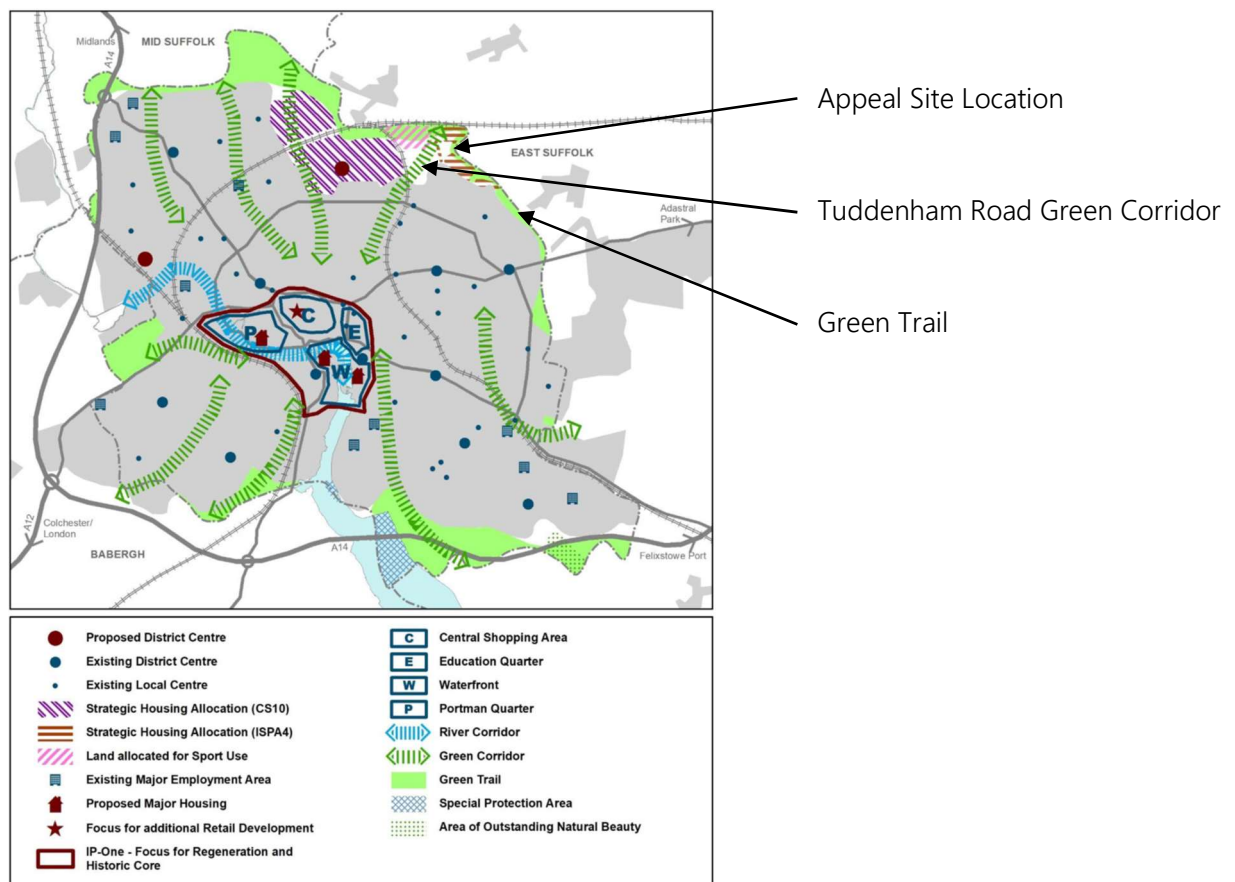 Midlands
MID SUFFOLK
A14
EAST SUFFOLK
Adastral
Park
C
P
E
W
A12
Colchester/
London
BABERGH
A14
Felixstowe Port
Appeal Site Location
Tuddenham Road Green Corridor
Green Trail
Proposed District Centre
Existing District Centre
Existing Local Centre
Strategic Housing Allocation (CS10)
Strategic Housing Allocation (ISPA4)
Land allocated for Sport Use
Existing Major Employment Area
Proposed Major Housing
Focus for additional Retail Development
IP-One - Focus for Regeneration and
Historic Core
C Central Shopping Area
E Education Quarter
W Waterfront
P Portman Quarter
River Corridor
Green Corridor
Green Trail
Special Protection Area
Area of Outstanding Natural Beauty